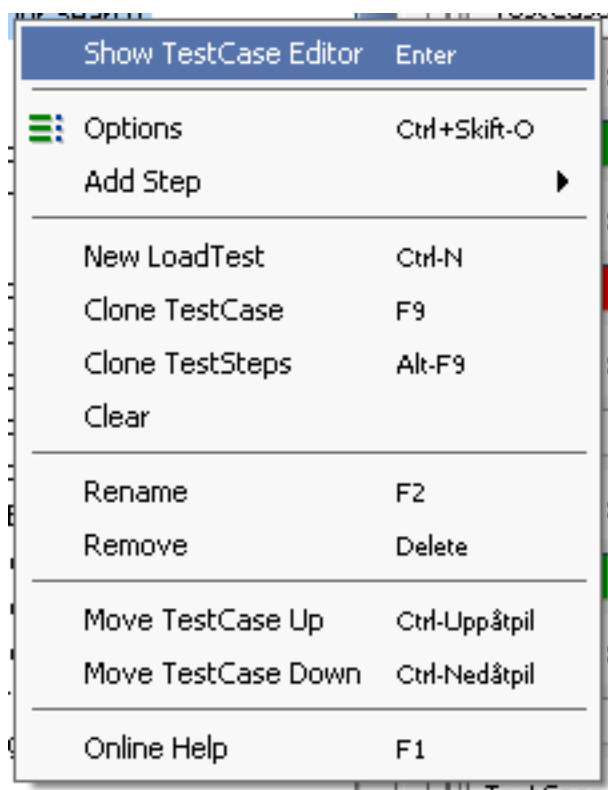 Show TestCase Editor Enter
Options Ctrl+Skift-O
Add Step
New LoadTest Ctrl-N
Clone TestCase F9
Clone TestSteps Alt-F9
Clear
Rename F2
Remove Delete
Move TestCase Up Ctrl-Uppåtpil
Move TestCase Down Ctrl-Nedåtpil
Online Help F1